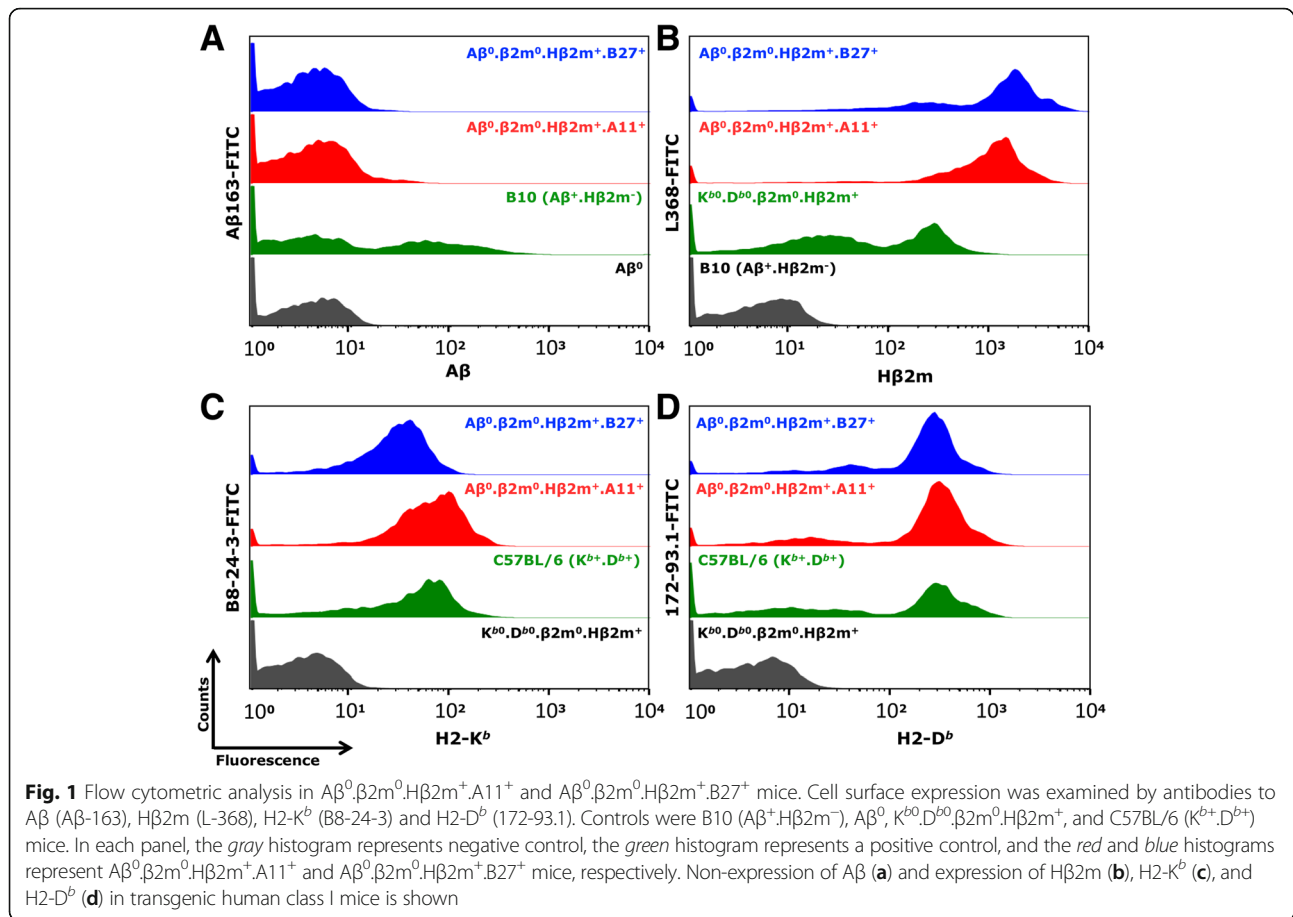 A
Aβ⁰.β2m⁰.Hβ2m⁺.B27⁺
Aβ⁰.β2m⁰.Hβ2m⁺.A11⁺
B10 (Aβ⁺.Hβ2m⁻)
Aβ⁰
Aβ163-FITC
10⁰ 10¹ 10² 10³ 10⁴
Aβ
B
Aβ⁰.β2m⁰.Hβ2m⁺.B27⁺
Aβ⁰.β2m⁰.Hβ2m⁺.A11⁺
Kᵇ⁰.Dᵇ⁰.β2m⁰.Hβ2m⁺
B10 (Aβ⁺.Hβ2m⁻)
L368-FITC
10⁰ 10¹ 10² 10³ 10⁴
Hβ2m
C
Aβ⁰.β2m⁰.Hβ2m⁺.B27⁺
Aβ⁰.β2m⁰.Hβ2m⁺.A11⁺
C57BL/6 (Kᵇ⁺.Dᵇ⁺)
Kᵇ⁰.Dᵇ⁰.β2m⁰.Hβ2m⁺
B8-24-3-FITC
10⁰ 10¹ 10² 10³ 10⁴
H2-Kᵇ
Counts
Fluorescence
D
Aβ⁰.β2m⁰.Hβ2m⁺.B27⁺
Aβ⁰.β2m⁰.Hβ2m⁺.A11⁺
C57BL/6 (Kᵇ⁺.Dᵇ⁺)
Kᵇ⁰.Dᵇ⁰.β2m⁰.Hβ2m⁺
172-93.1-FITC
10⁰ 10¹ 10² 10³ 10⁴
H2-Dᵇ
Fig. 1 Flow cytometric analysis in Aβ⁰.β2m⁰.Hβ2m⁺.A11⁺ and Aβ⁰.β2m⁰.Hβ2m⁺.B27⁺ mice. Cell surface expression was examined by antibodies to
Aβ (Aβ-163), Hβ2m (L-368), H2-Kᵇ (B8-24-3) and H2-Dᵇ (172-93.1). Controls were B10 (Aβ⁺.Hβ2m⁻), Aβ⁰, Kᵇ⁰.Dᵇ⁰.β2m⁰.Hβ2m⁺, and C57BL/6 (Kᵇ⁺.Dᵇ⁺)
mice. In each panel, the gray histogram represents negative control, the green histogram represents a positive control, and the red and blue histograms
represent Aβ⁰.β2m⁰.Hβ2m⁺.A11⁺ and Aβ⁰.β2m⁰.Hβ2m⁺.B27⁺ mice, respectively. Non-expression of Aβ (a) and expression of Hβ2m (b), H2-Kᵇ (c), and
H2-Dᵇ (d) in transgenic human class I mice is shown